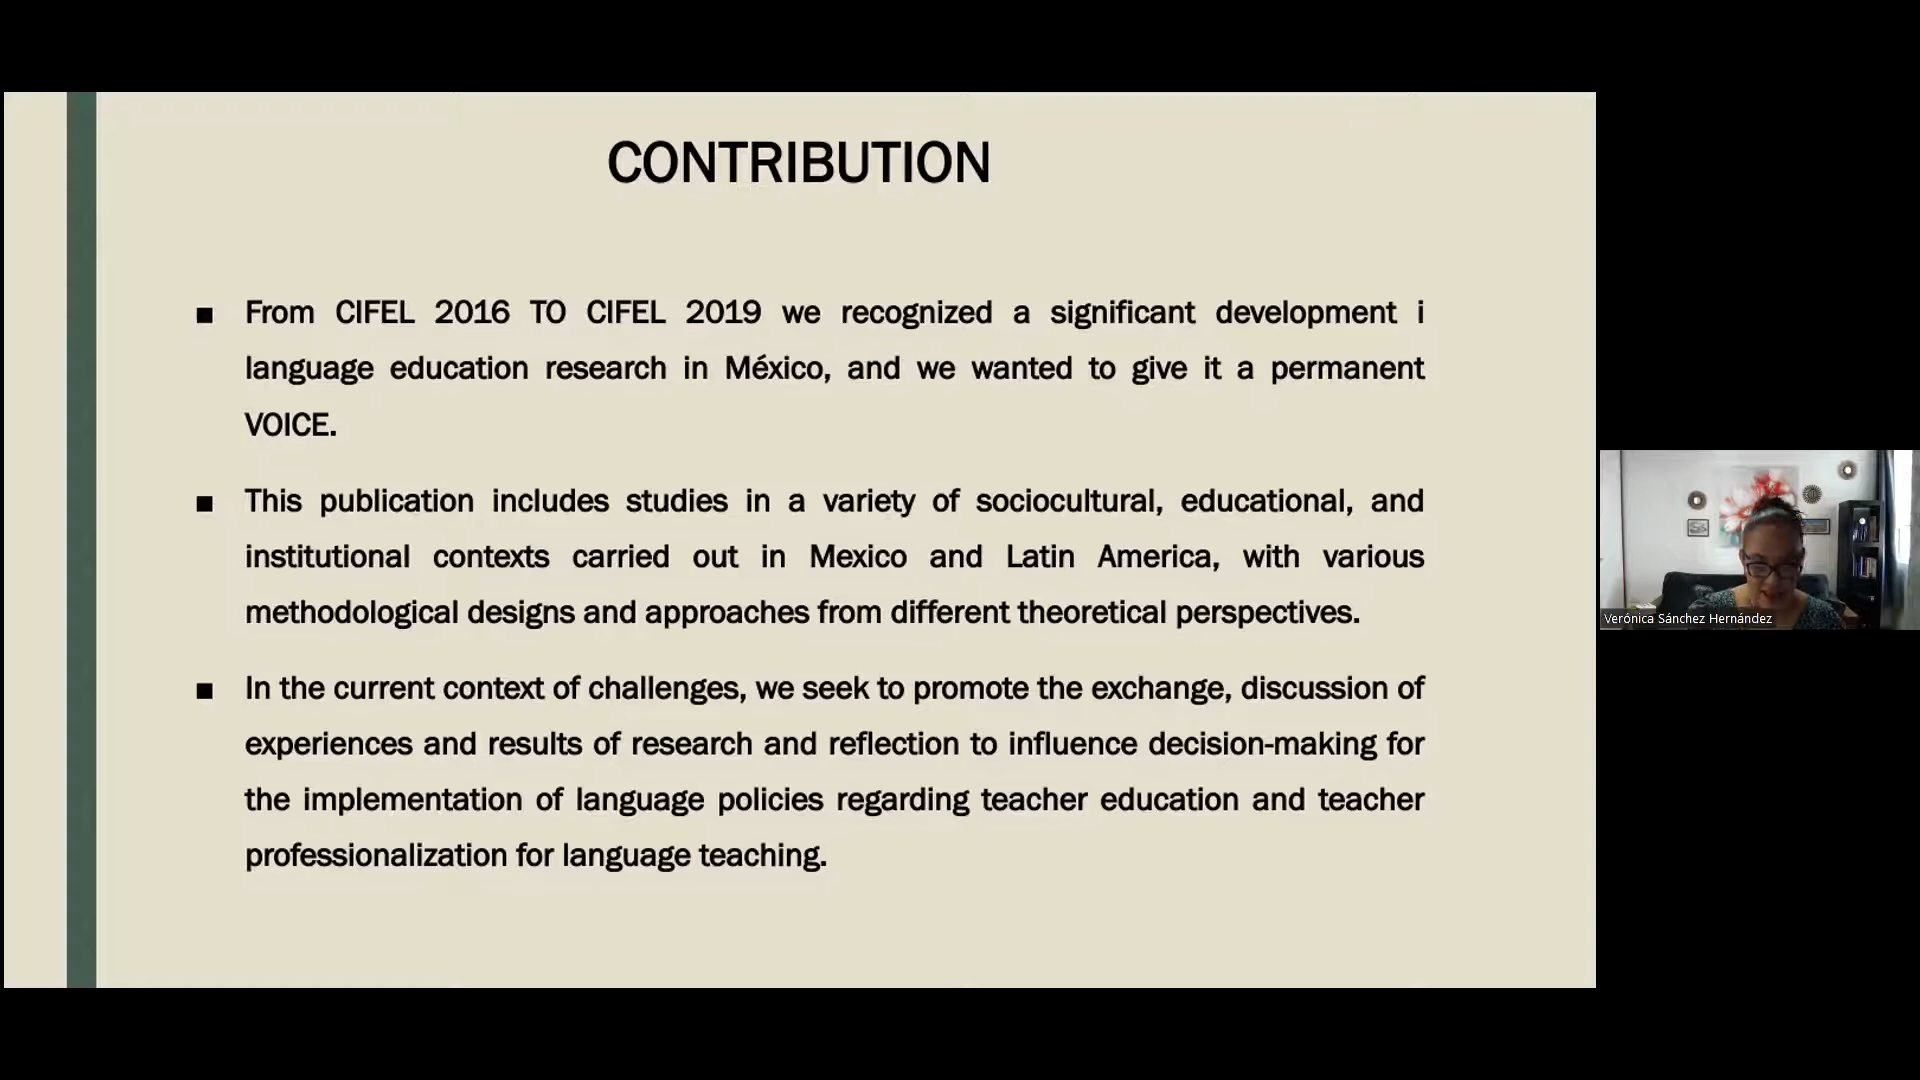 CONTRIBUTION
■ From CIFEL 2016 TO CIFEL 2019 we recognized a significant development i
language education research in México, and we wanted to give it a permanent
VOICE.
■ This publication includes studies in a variety of sociocultural, educational, and
institutional contexts carried out in Mexico and Latin America, with various
methodological designs and approaches from different theoretical perspectives.
■ In the current context of challenges, we seek to promote the exchange, discussion of
experiences and results of research and reflection to influence decision-making for
the implementation of language policies regarding teacher education and teacher
professionalization for language teaching.
Verónica Sánchez Hernández